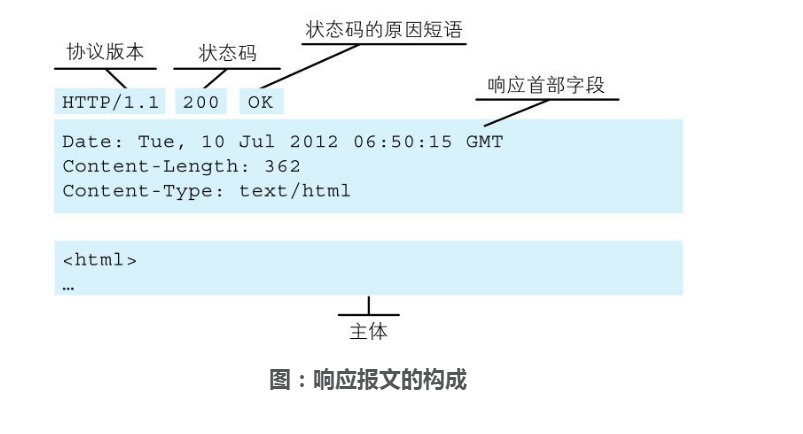 状态码的原因短语
协议版本 状态码
响应首部字段
HTTP/1.1 200 OK
Date: Tue, 10 Jul 2012 06:50:15 GMT
Content-Length: 362
Content-Type: text/html
<html>
…
主体
图：响应报文的构成